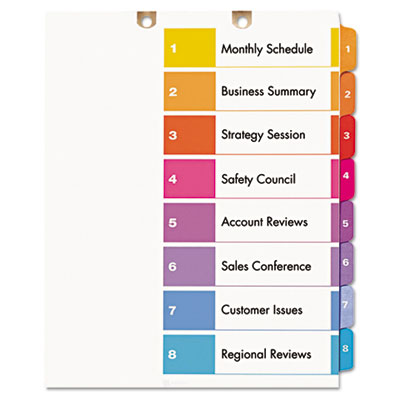 1 Monthly Schedule 1
2 Business Summary 2
3 Strategy Session 3
4 Safety Council 4
5 Account Reviews 5
6 Sales Conference 6
7 Customer Issues 7
8 Regional Reviews 8